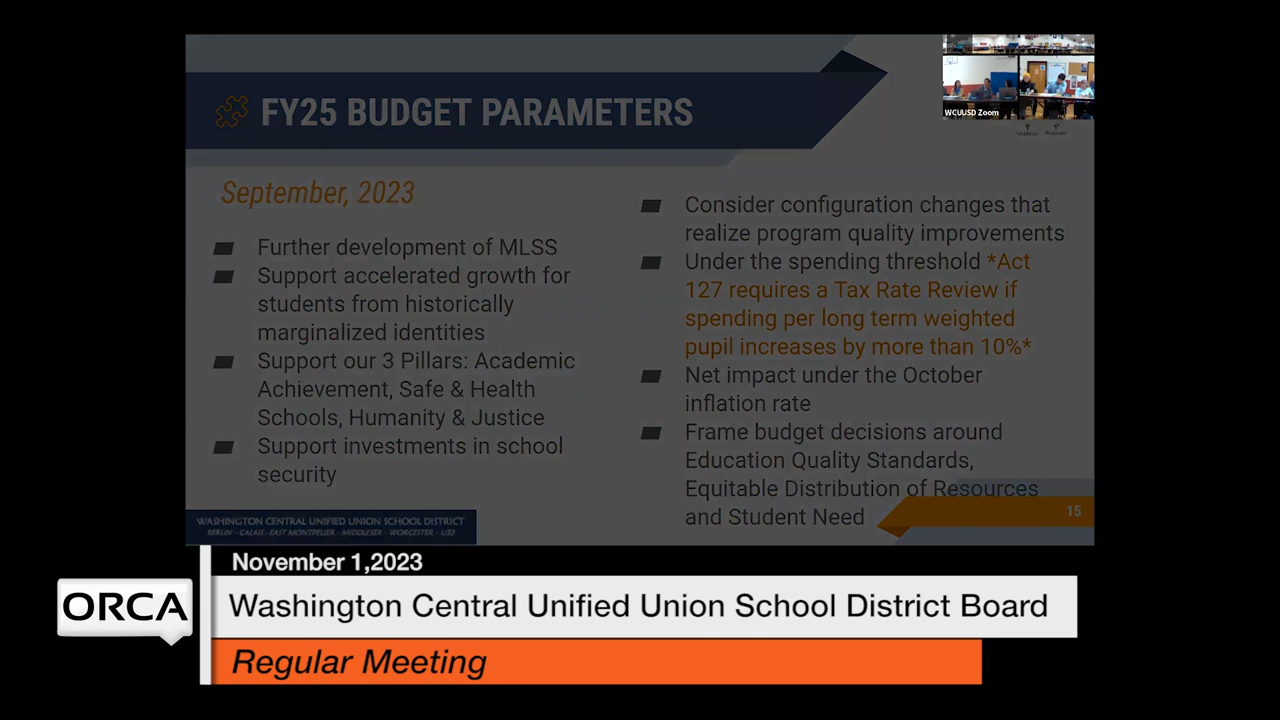 FY25 BUDGET PARAMETERS
WCUUSD Zoom
September, 2023
Further development of MLSS
Support accelerated growth for
students from historically
marginalized identities
Support our 3 Pillars: Academic
Achievement, Safe & Health
Schools, Humanity & Justice
Support investments in school
security
Consider configuration changes that
realize program quality improvements
Under the spending threshold *Act
127 requires a Tax Rate Review if
spending per long term weighted
pupil increases by more than 10%*
Net impact under the October
inflation rate
Frame budget decisions around
Education Quality Standards,
Equitable Distribution of Resources
and Student Need
15
WASHINGTON CENTRAL UNIFIED UNION SCHOOL DISTRICT
BERLIN - CALAIS - EAST MONTPELIER - MIDDLESEX - WORCESTER - U32
November 1,2023
ORCA
Washington Central Unified Union School District Board
Regular Meeting